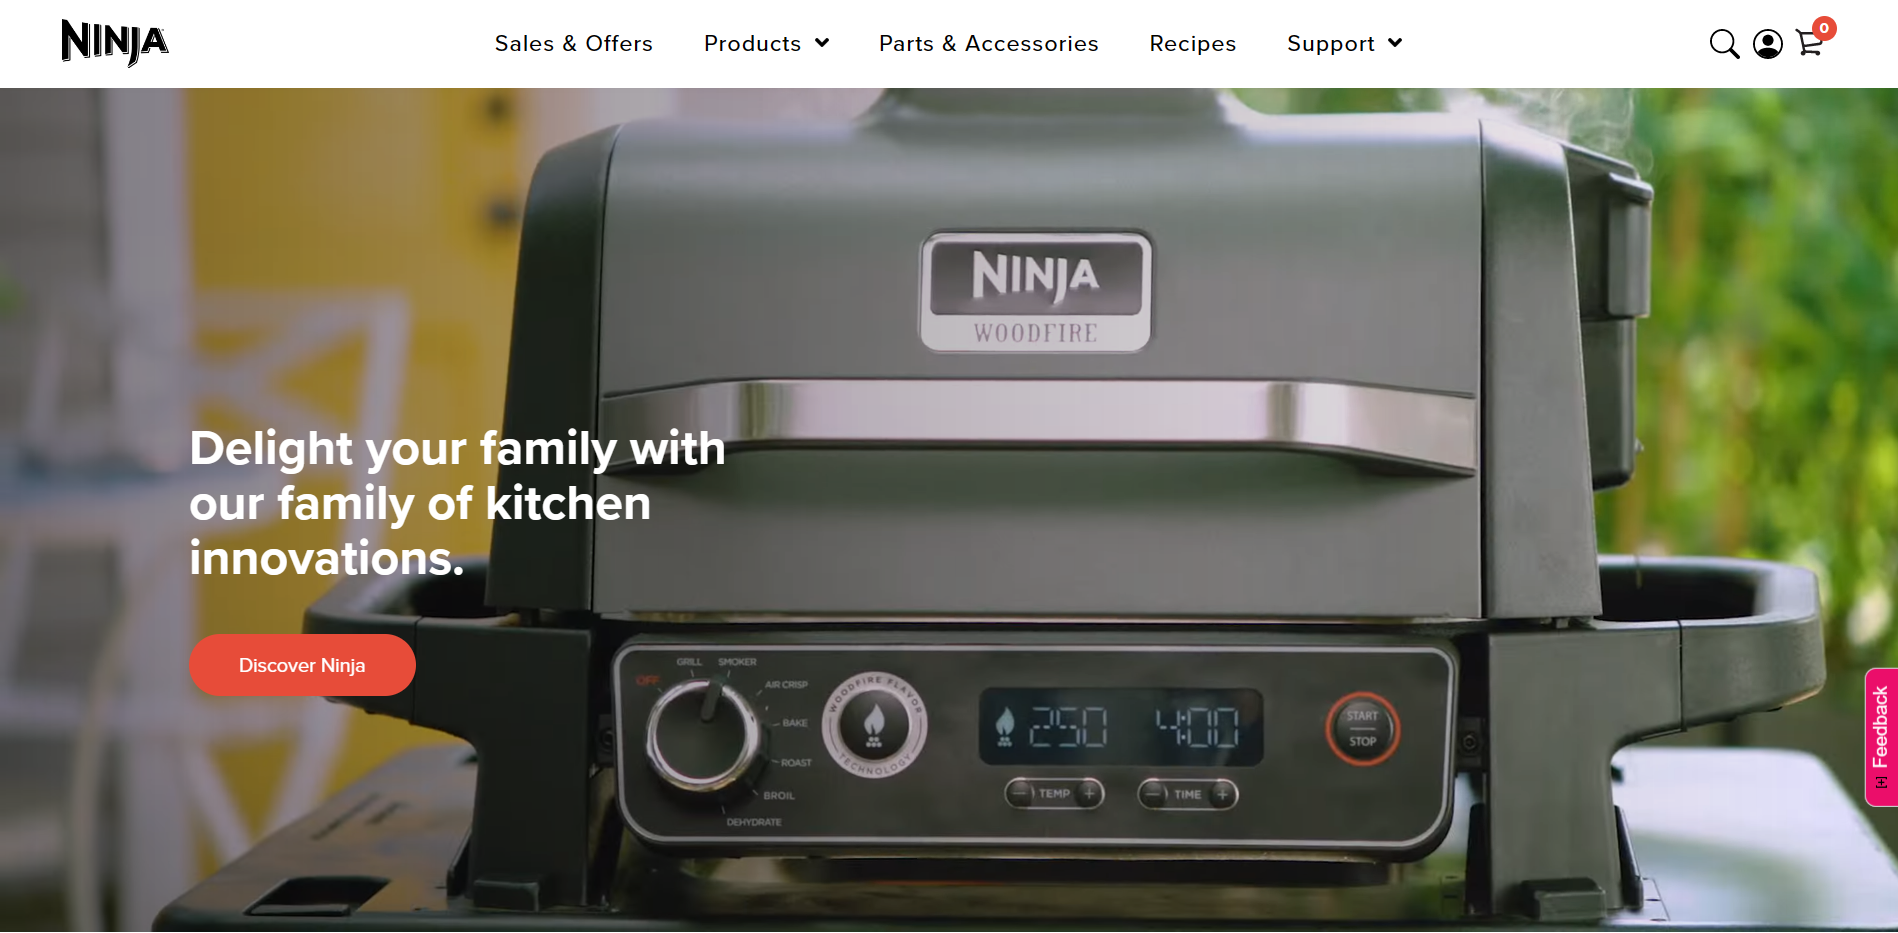 NINJA
Sales & Offers
Products
Parts & Accessories
Recipes
Support
0
NINJA
WOODFIRE
Delight your family with
our family of kitchen
innovations.
Discover Ninja
OFF
GRILL
SMOKER
AIR CRISP
BAKE
ROAST
BROIL
DEHYDRATE
WOODFIRE FLAVOR
TECHNOLOGY
250 4:00
TEMP
TIME
START
STOP
[+] Feedback